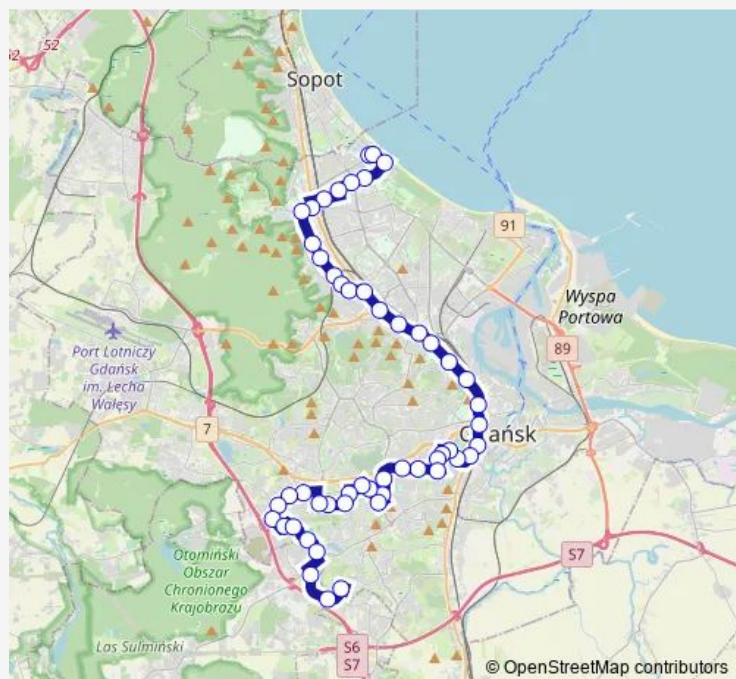 52
S2
Sopot
91
Wyspa
Portowa
Port Lotniczy
Gdańsk
im. Lecha
Wałęsy
89
7
Gdańsk
S7
Otomiński
Obszar
Chronionego
Krajobrazu
Las Sulmiński
S6
S7
© OpenStreetMap contributors